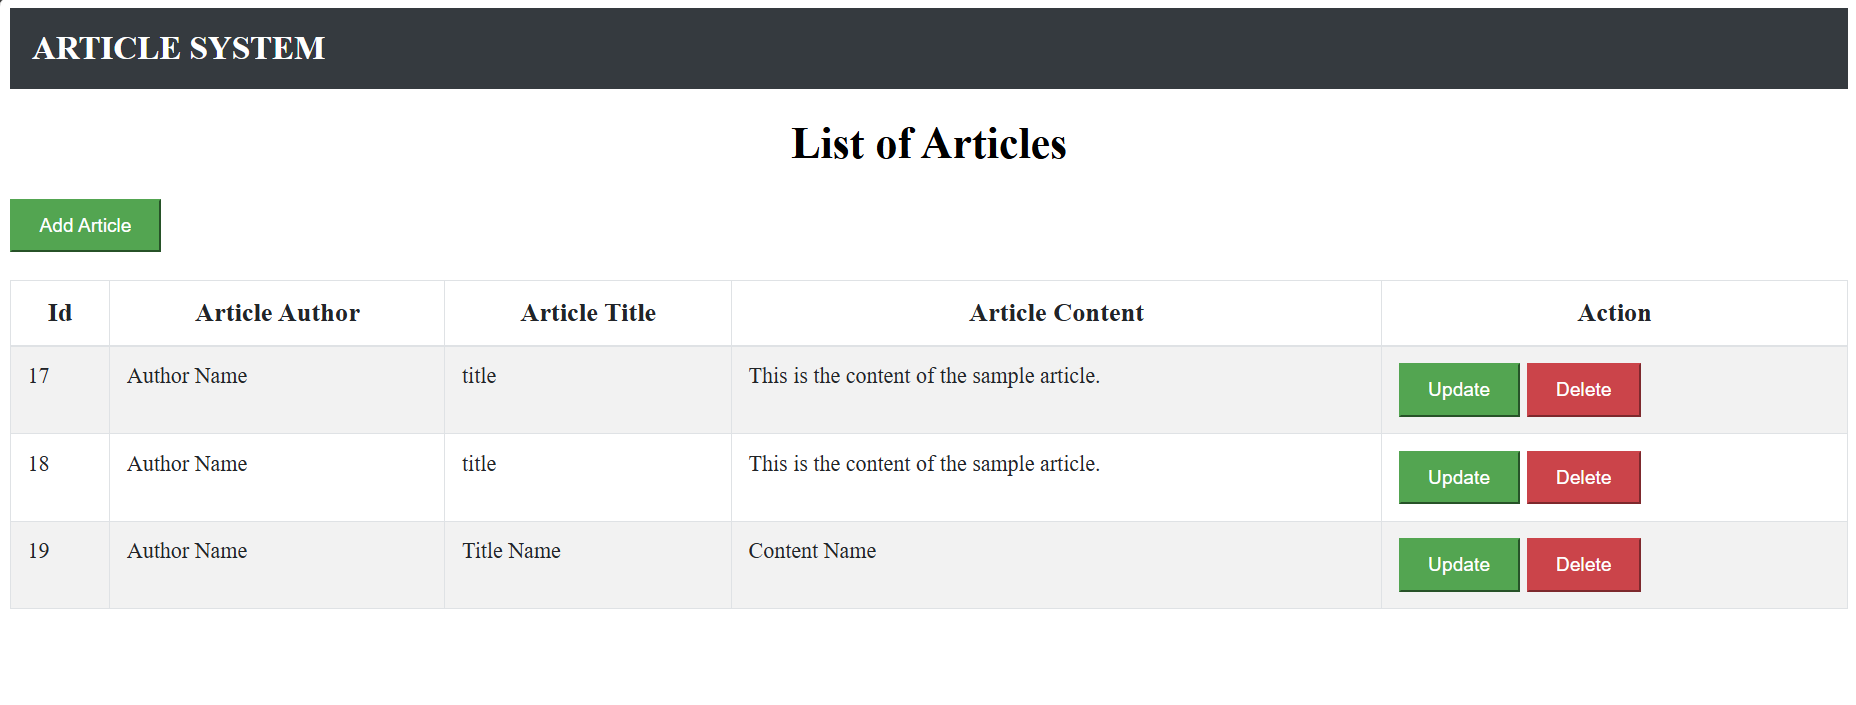 ARTICLE SYSTEM
List of Articles
Add Article
Id Article Author Article Title Article Content Action
17 Author Name title This is the content of the sample article. Update Delete
18 Author Name title This is the content of the sample article. Update Delete
19 Author Name Title Name Content Name Update Delete